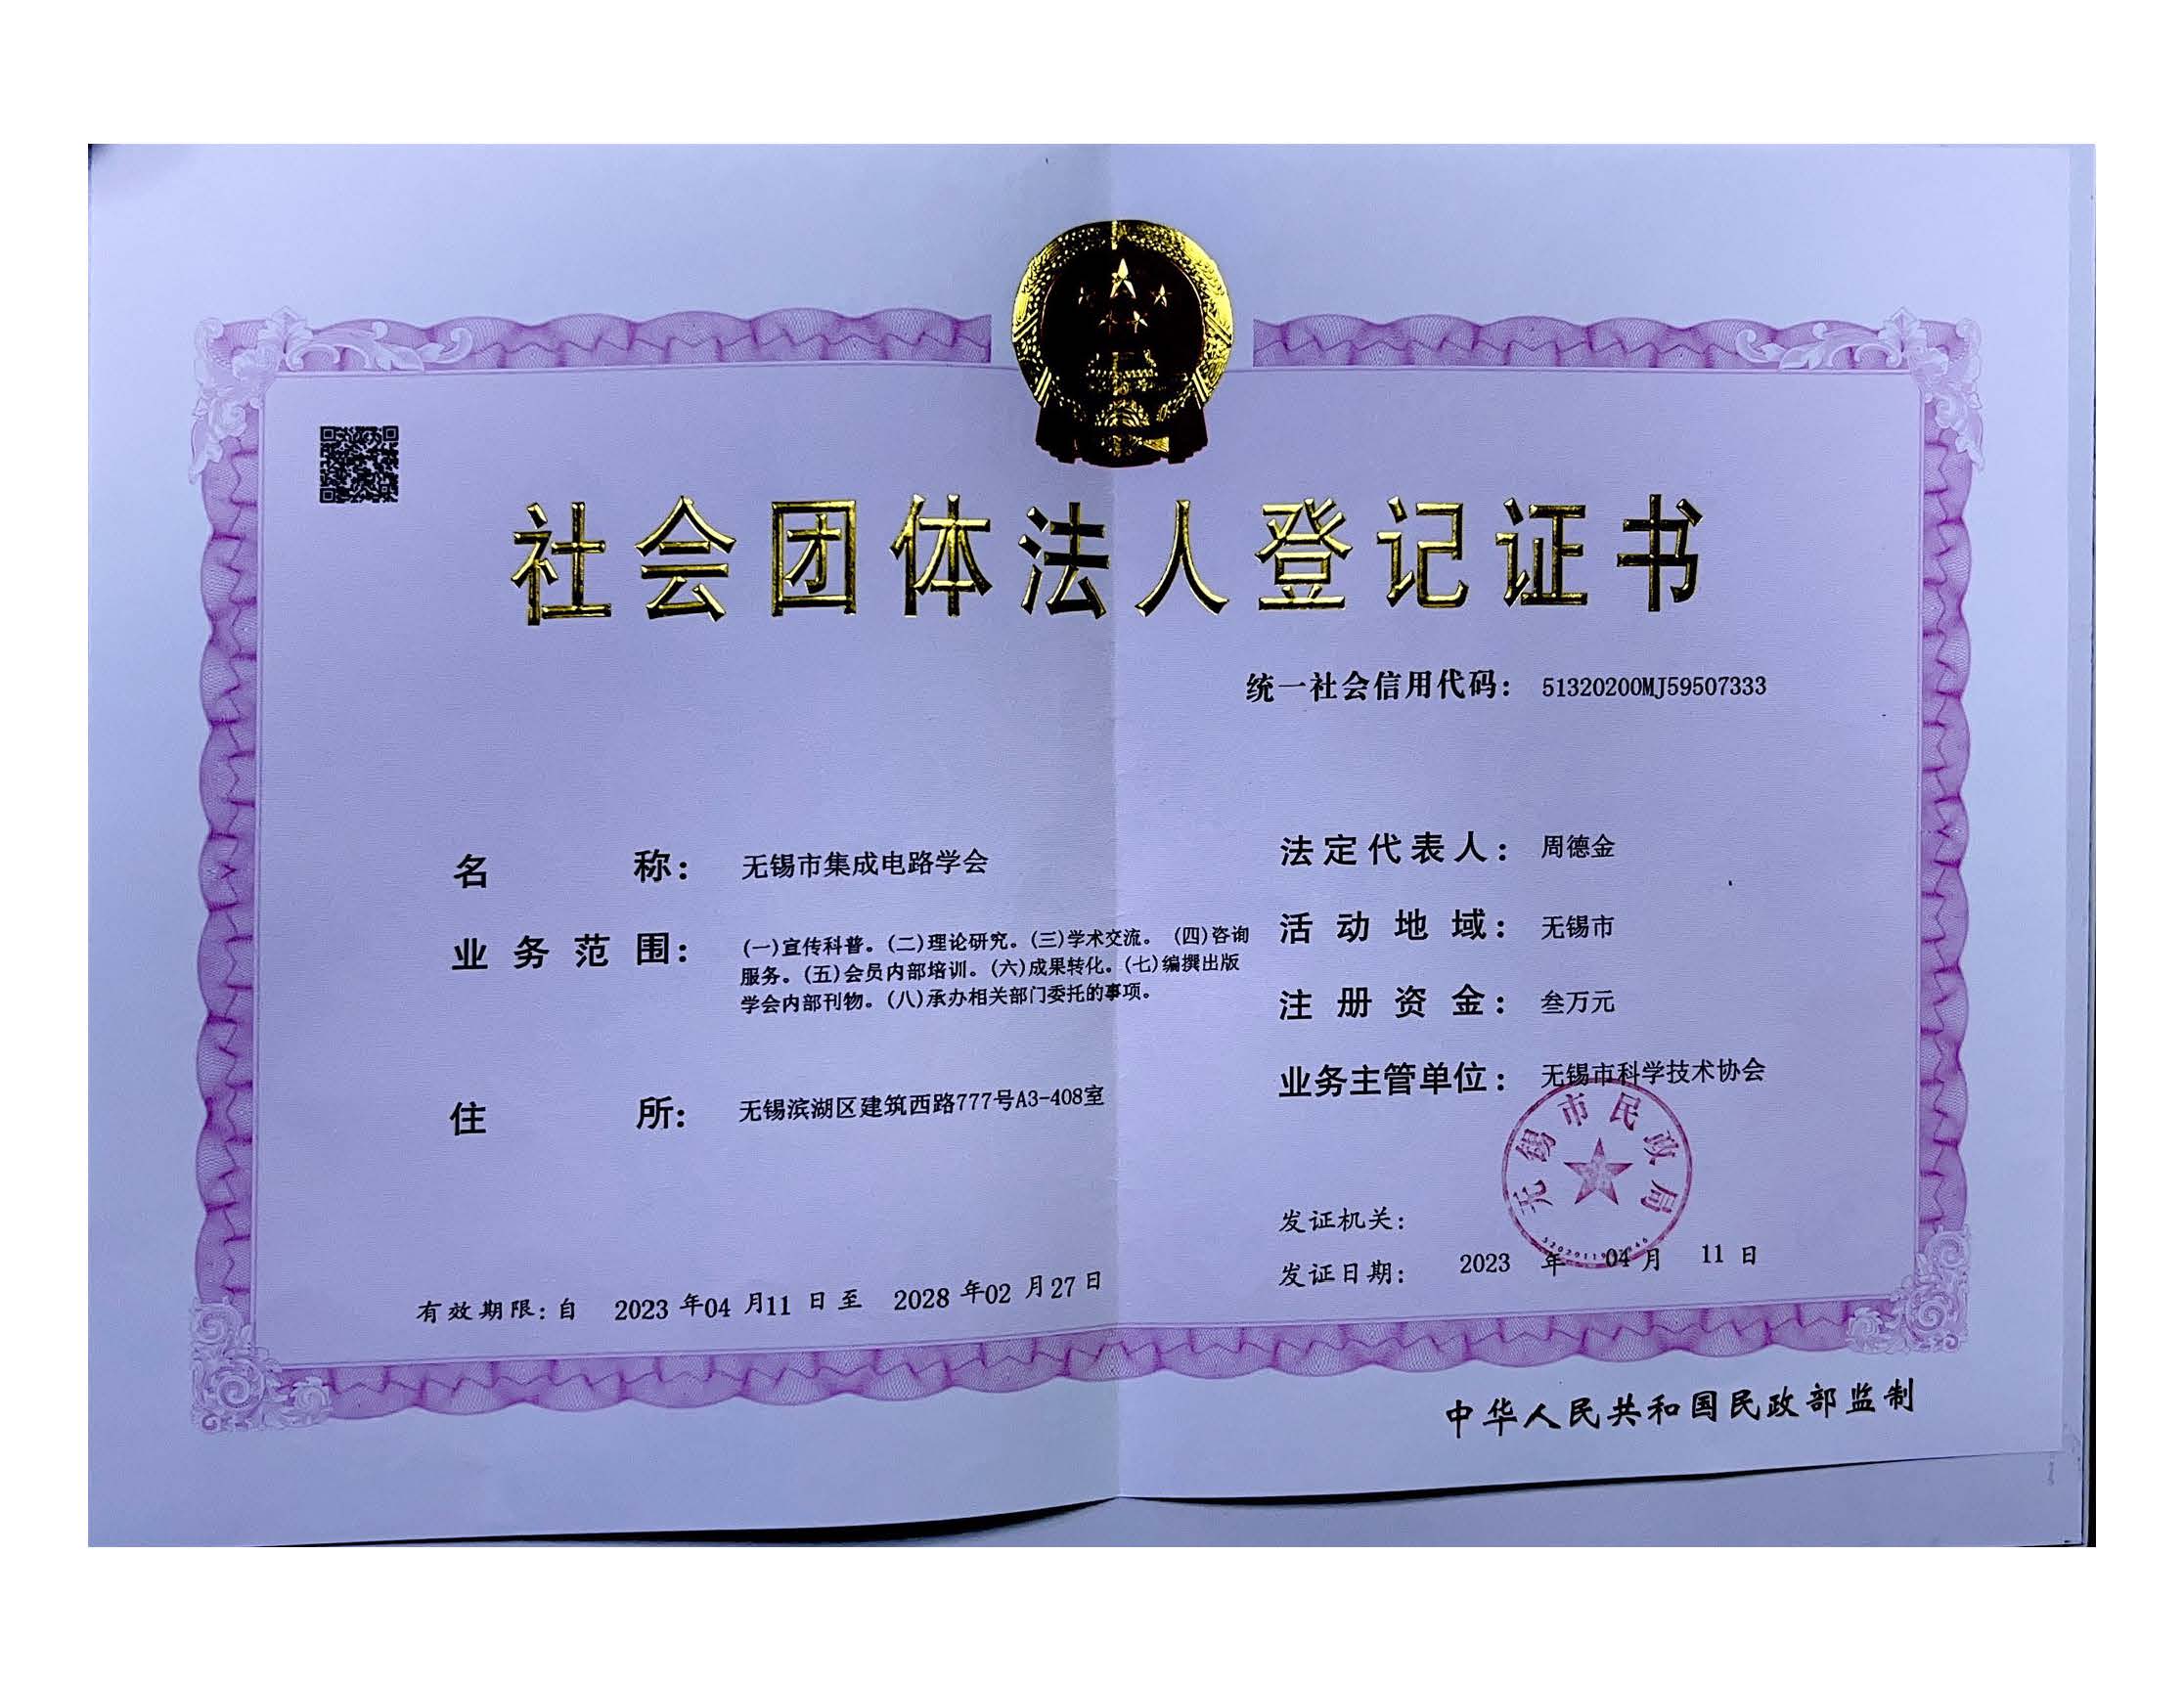 社会团体法人登记证书
统一社会信用代码： 51320200MJ59507333
名称： 无锡市集成电路学会
业务范围： (一)宣传科普。(二)理论研究。(三)学术交流。 (四)咨询
服务。(五)会员内部培训。(六)成果转化。(七)编撰出版
学会内部刊物。(八)承办相关部门委托的事项。
住所： 无锡滨湖区建筑西路777号A3-408室
有效期限：自 2023 年 04 月 11 日 至 2028 年 02 月 27 日
法定代表人： 周德金
活动地域： 无锡市
注册资金： 叁万元
业务主管单位： 无锡市科学技术协会
无锡市民政局
发证机关：
发证日期： 2023 年 04 月 11 日
中华人民共和国民政部监制